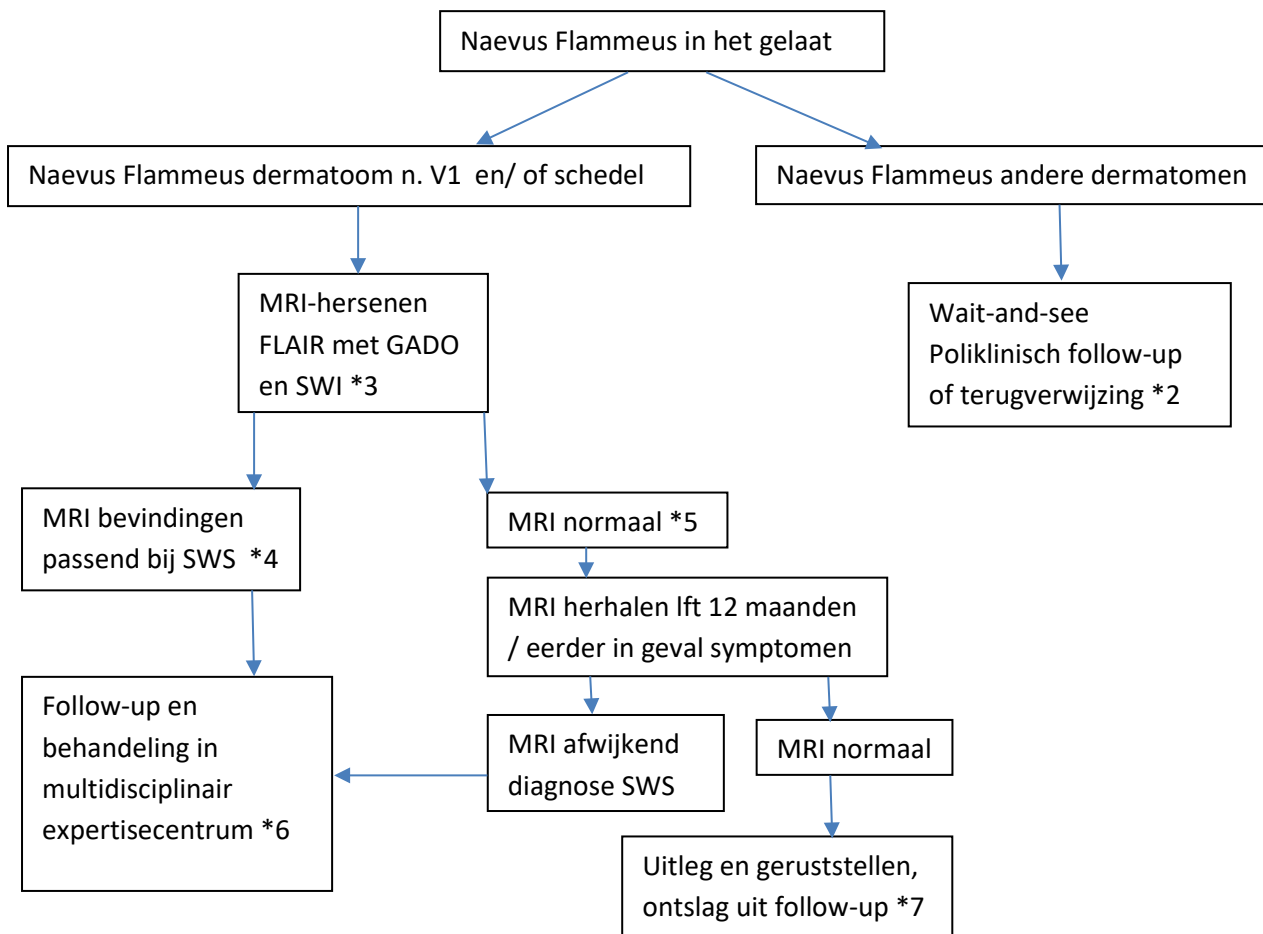 Naevus Flammeus in het gelaat
Naevus Flammeus dermatoom n. V1 en/ of schedel
Naevus Flammeus andere dermatomen
MRI-hersenen
FLAIR met GADO
en SWI *3
Wait-and-see
Poliklinisch follow-up
of terugverwijzing *2
MRI bevindingen
passend bij SWS *4
MRI normaal *5
MRI herhalen lft 12 maanden
/ eerder in geval symptomen
Follow-up en
behandeling in
multidisciplinair
expertisecentrum *6
MRI afwijkend
diagnose SWS
MRI normaal
Uitleg en geruststellen,
ontslag uit follow-up *7